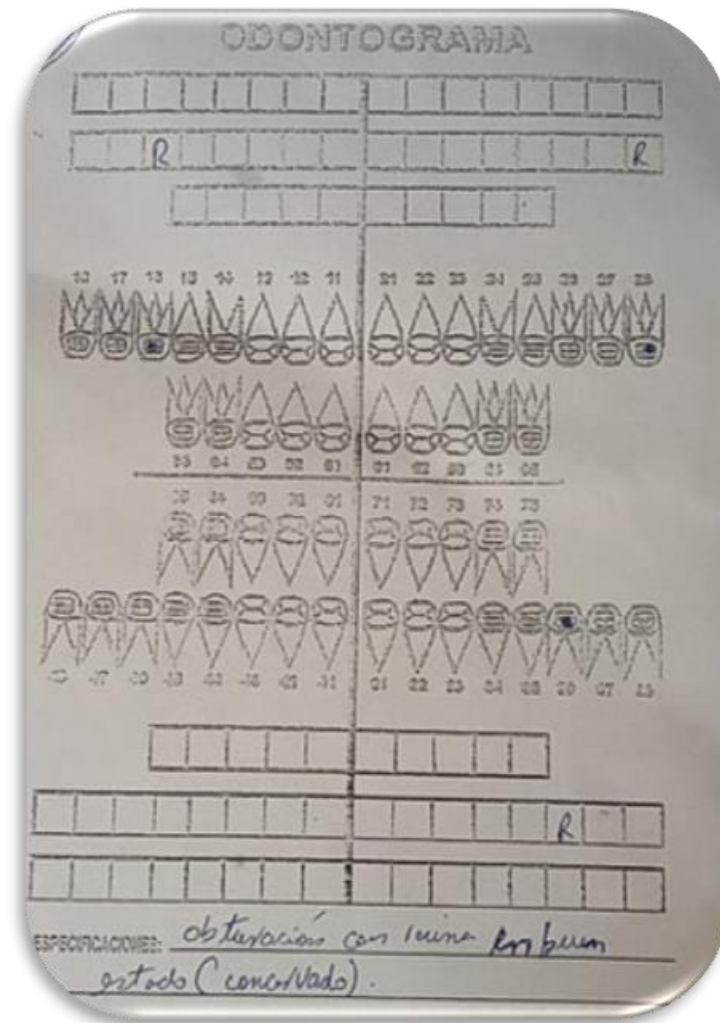 ODONTOGRAMA
R R
18 17 16 15 14 13 12 11 21 22 23 24 25 26 27 28
55 54 53 52 51 61 62 63 64 65
85 84 83 82 81 71 72 73 74 75
48 47 46 45 44 43 42 41 31 32 33 34 35 36 37 38
R
ESPECIFICACIONES: obturación con resina en buen
estado (concervado).